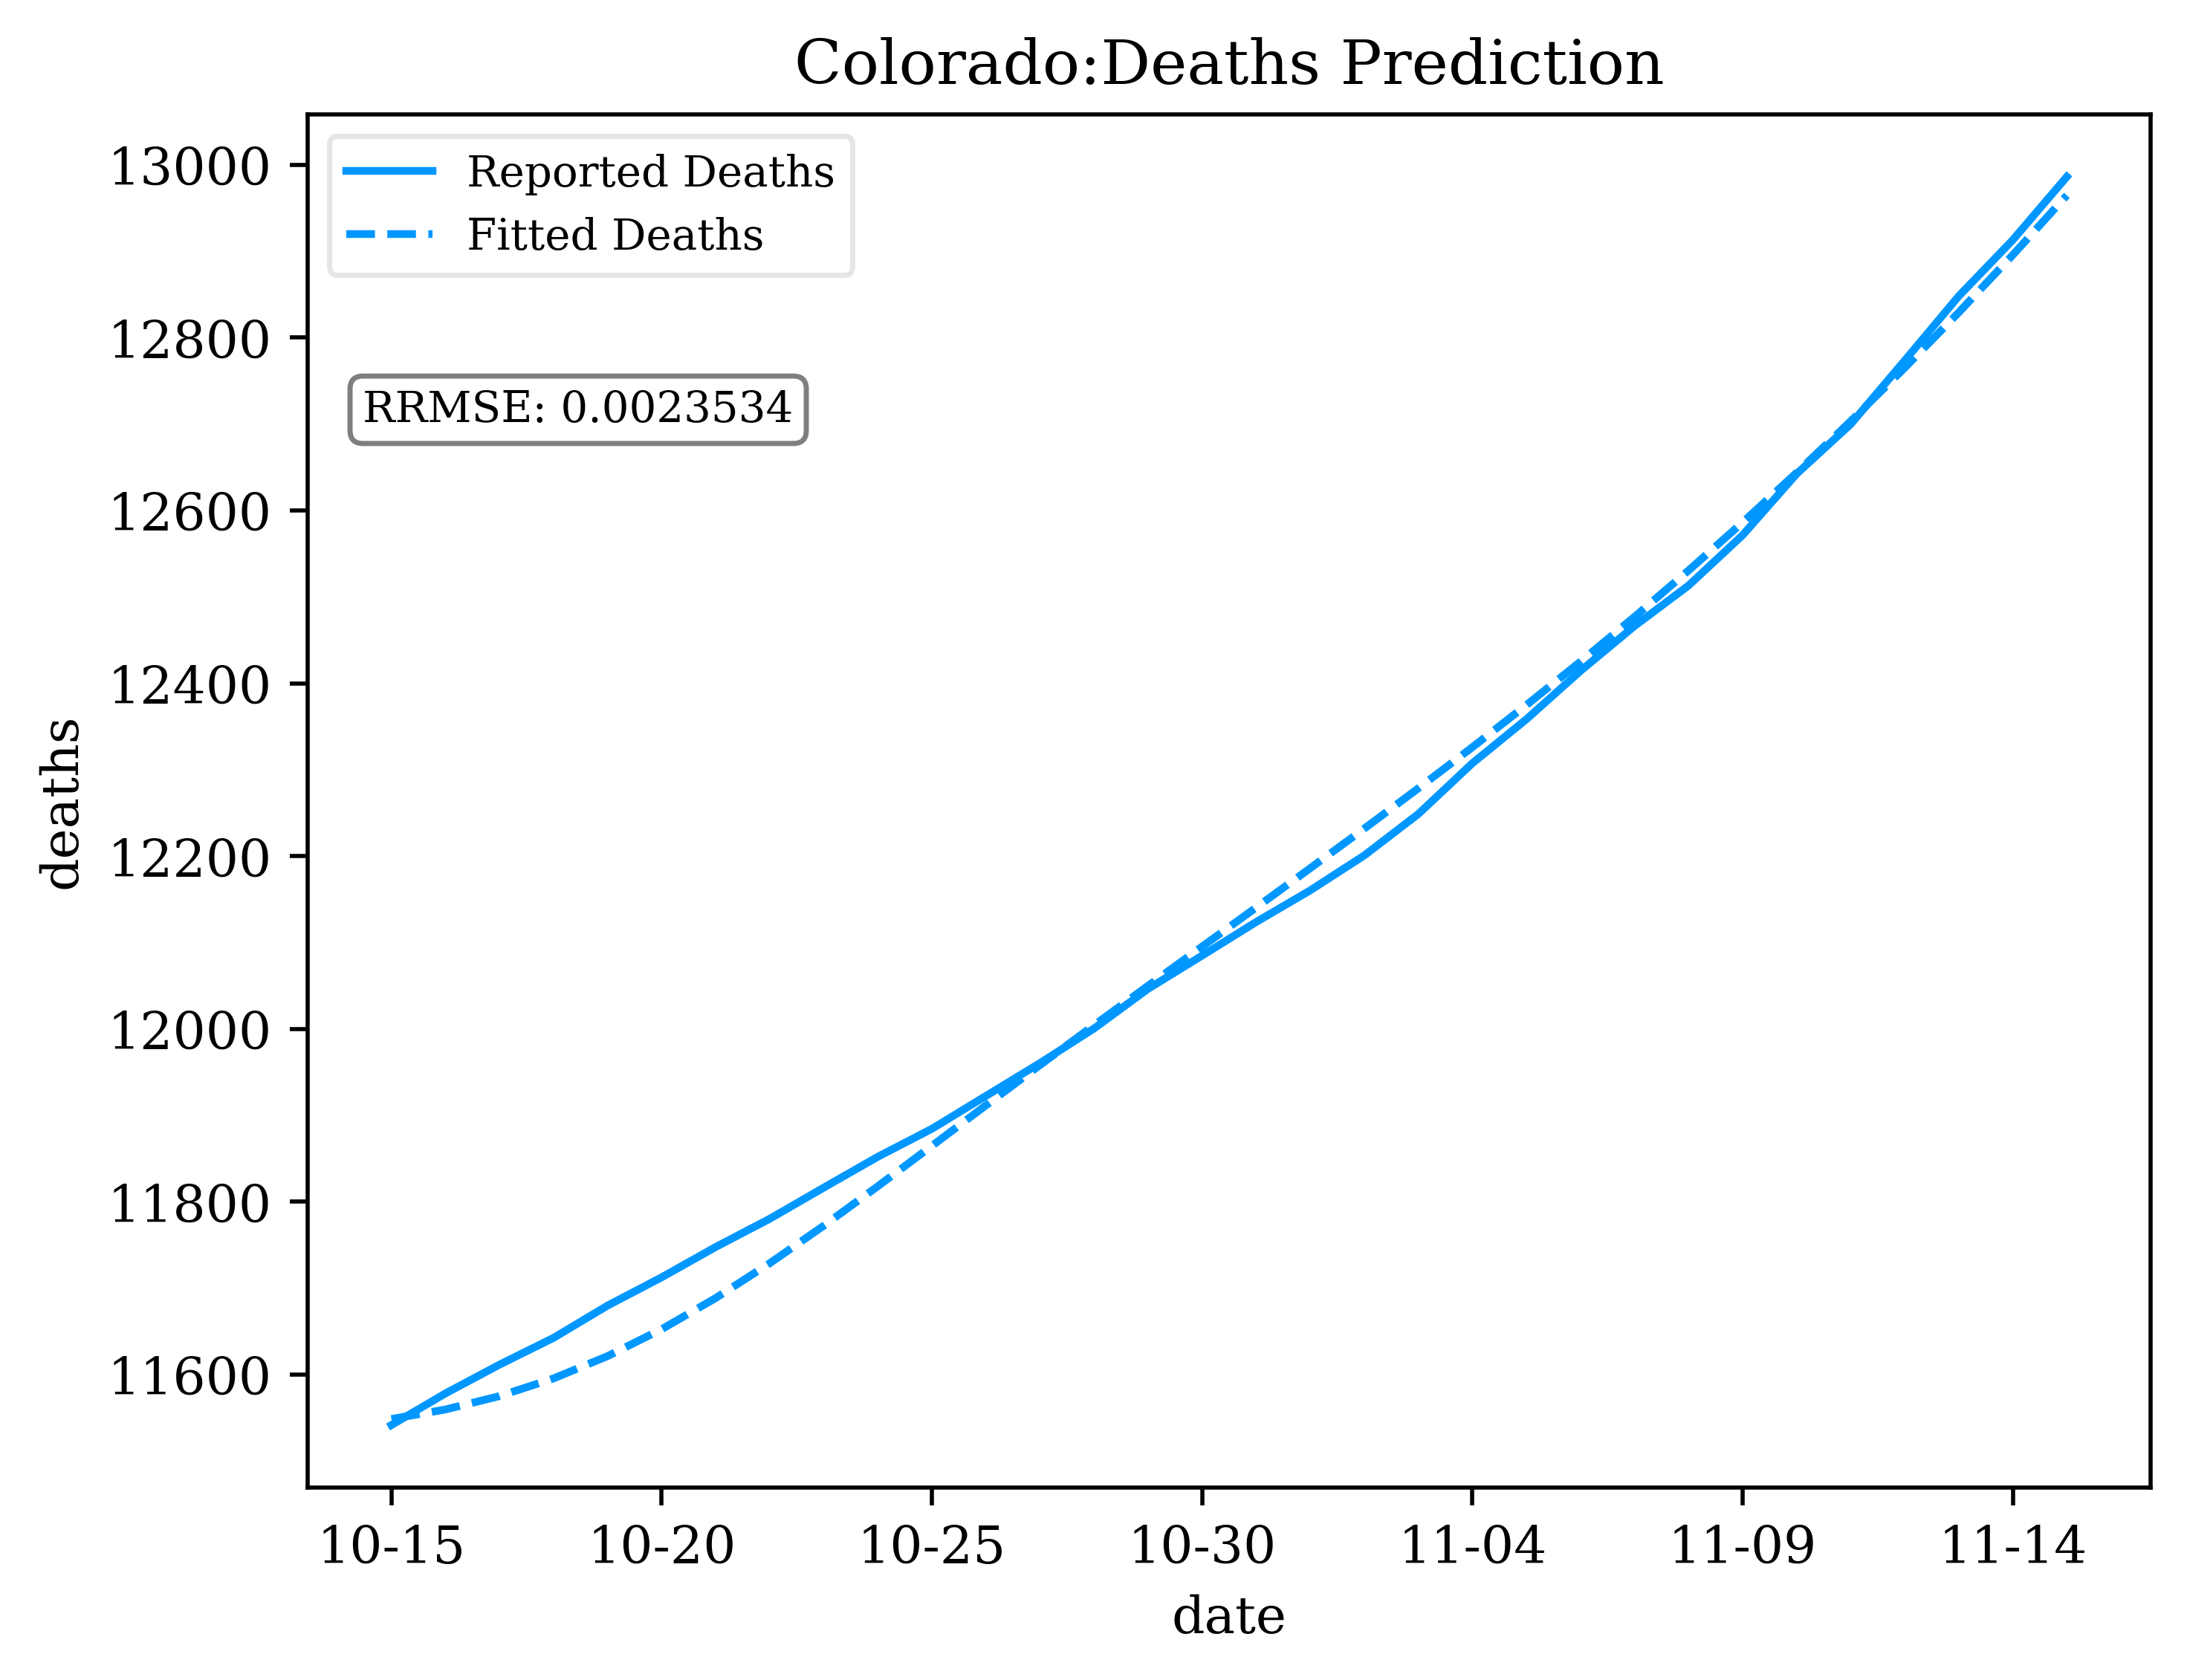 Colorado:Deaths Prediction
Reported Deaths
Fitted Deaths
RRMSE: 0.0023534
13000
12800
12600
12400
12200
12000
11800
11600
deaths
10-15 10-20 10-25 10-30 11-04 11-09 11-14
date